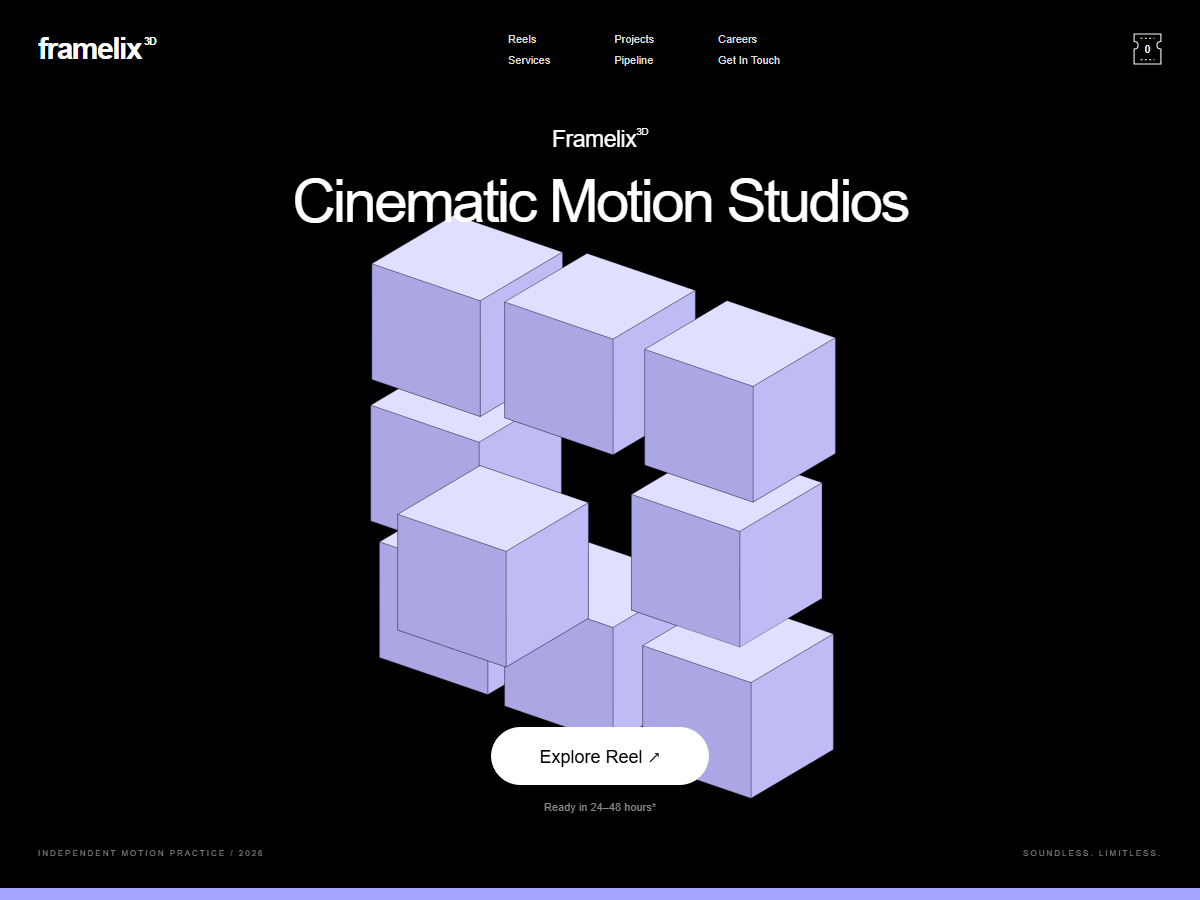 framelix3D
Reels
Services
Projects
Pipeline
Careers
Get In Touch
0
Framelix3D
Cinematic Motion Studios
Explore Reel ↗
Ready in 24–48 hours*
INDEPENDENT MOTION PRACTICE / 2026
SOUNDLESS. LIMITLESS.